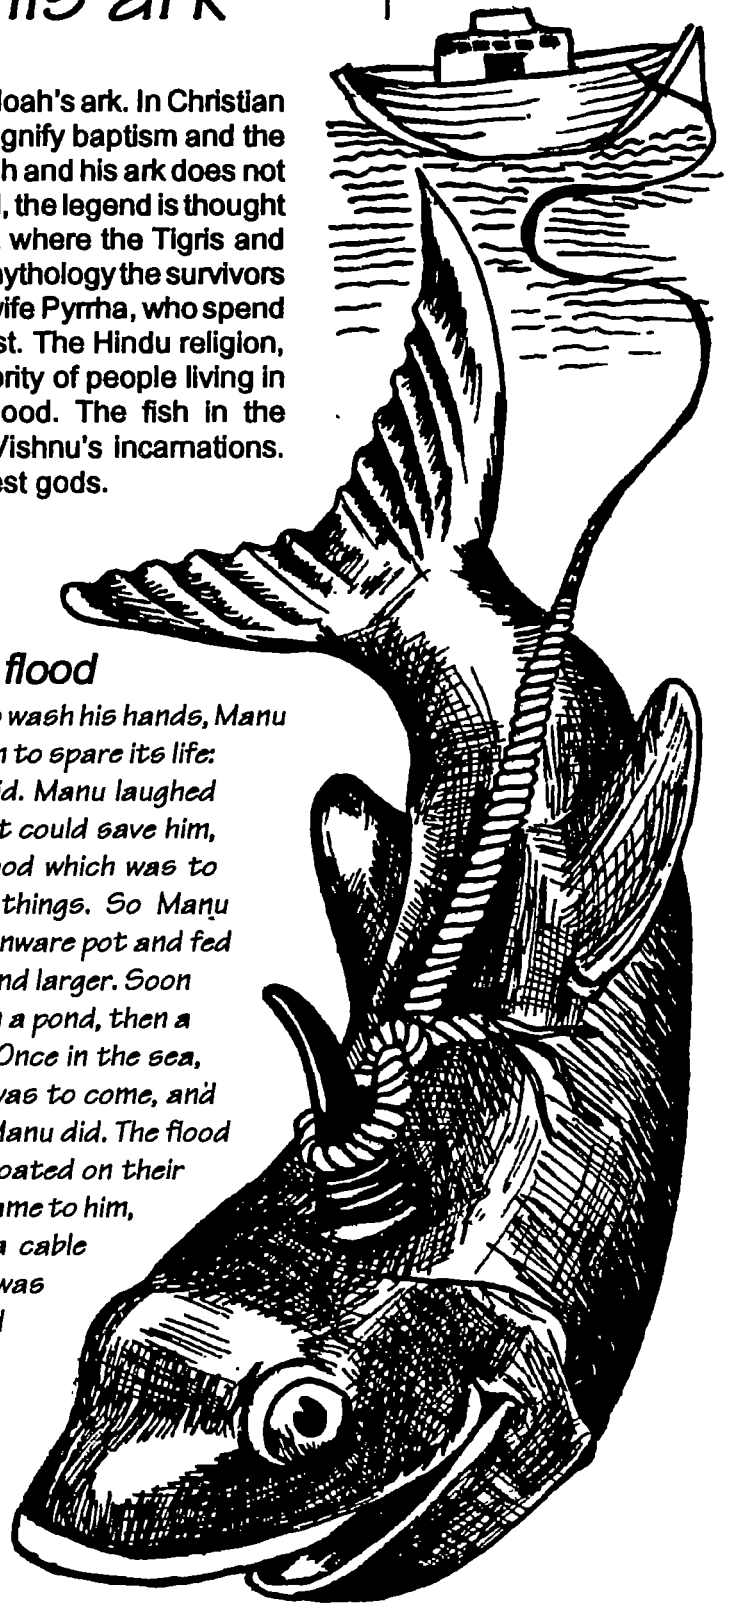 his ark
Noah's ark. In Christian
gnify baptism and the
h and his ark does not
, the legend is thought
where the Tigris and
nythology the survivors
vife Pyrrha, who spend
st. The Hindu religion,
ority of people living in
ood. The fish in the
Vishnu's incarnations.
est gods.
flood
wash his hands, Manu
n to spare its life:
id. Manu laughed
t could save him,
od which was to
things. So Manu
nware pot and fed
nd larger. Soon
a pond, then a
Once in the sea,
vas to come, and
Manu did. The flood
oated on their
ame to him,
a cable
was